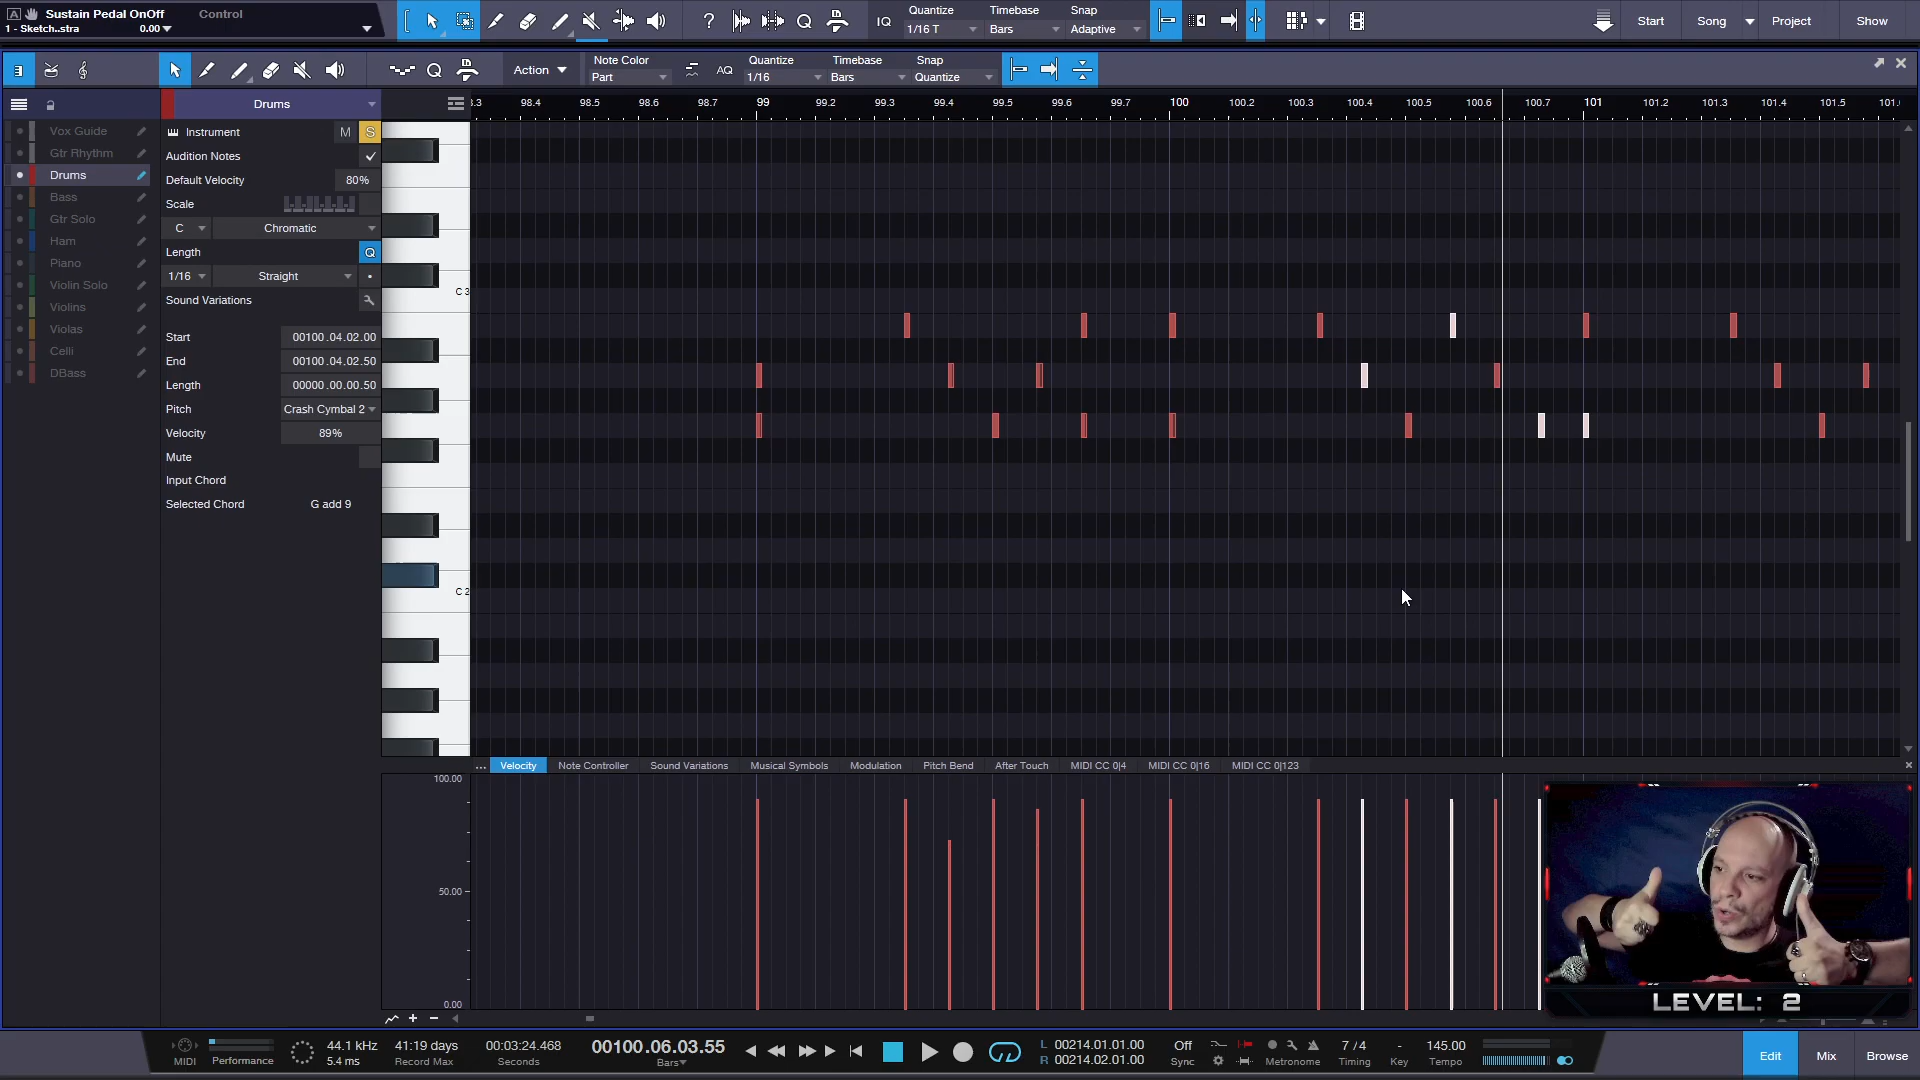 Sustain Pedal OnOff
Control
1 - Sketch..stra
0.00
IQ
Quantize
1/16 T
Timebase
Bars
Snap
Adaptive
Start
Song
Project
Show
Action
Note Color
Part
AQ
Quantize
1/16
Timebase
Bars
Snap
Quantize
Vox Guide
Gtr Rhythm
Drums
Bass
Gtr Solo
Ham
Piano
Violin Solo
Violins
Violas
Celli
DBass
Drums
Instrument
M
S
Audition Notes
Default Velocity
80%
Scale
C
Chromatic
Length
Q
1/16
Straight
Sound Variations
Start
00100.04.02.00
End
00100.04.02.50
Length
00000.00.00.50
Pitch
Crash Cymbal 2
Velocity
89%
Mute
Input Chord
Selected Chord
G add 9
98.4 98.5 98.6 98.7 99 99.2 99.3 99.4 99.5 99.6 99.7 100 100.2 100.3 100.4 100.5 100.6 100.7 101 101.2 101.3 101.4 101.5
C 3
C 2
Velocity
Note Controller
Sound Variations
Musical Symbols
Modulation
Pitch Bend
After Touch
MIDI CC 0|4
MIDI CC 0|16
MIDI CC 0|123
100.00
50.00
0.00
LEVEL: 2
MIDI
Performance
44.1 kHz
5.4 ms
41:19 days
Record Max
00:03:24.468
Seconds
00100.06.03.55
Bars
L 00214.01.01.00
R 00214.02.01.00
Off
Sync
Metronome
7 / 4
Timing
-
Key
145.00
Tempo
Edit
Mix
Browse